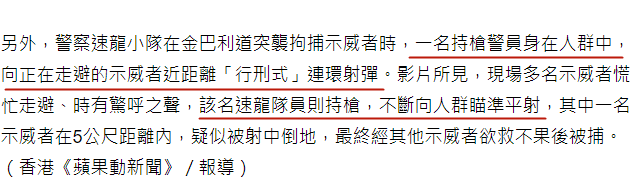 另外，警察速龍小隊在金巴利道突襲拘捕示威者時，一名持槍警員身在人群中，
向正在走避的示威者近距離「行刑式」連環射彈。影片所見，現場多名示威者慌
忙走避、時有驚呼之聲，該名速龍隊員則持槍，不斷向人群瞄準平射，其中一名
示威者在5公尺距離內，疑似被射中倒地，最終經其他示威者欲救不果後被捕。
（香港《蘋果動新聞》／報導）